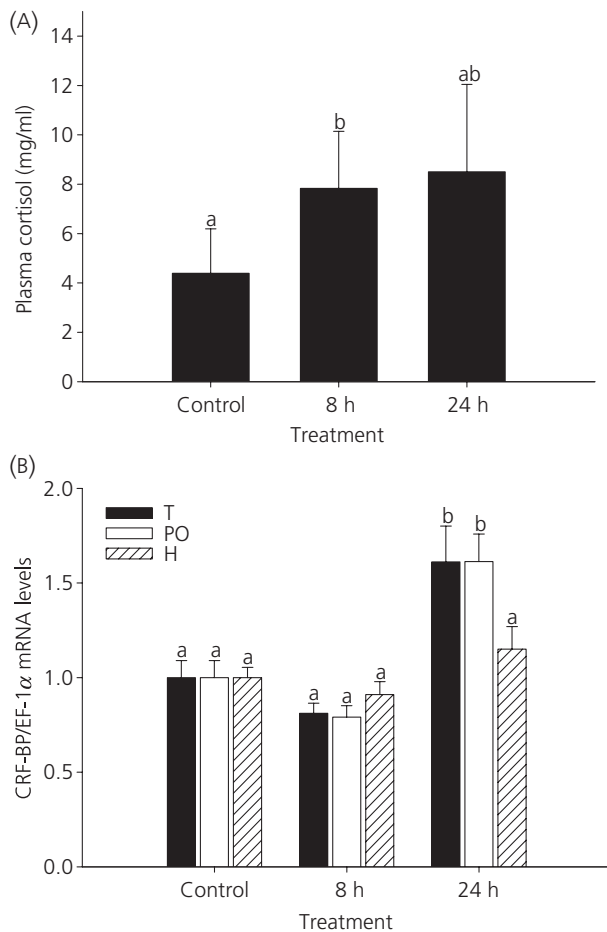 (A)
14
12
10
8
6
4
2
0
Plasma cortisol (mg/ml)
a
b
ab
Control 8 h 24 h
Treatment
(B)
2.0
1.5
1.0
0.5
0.0
CRF-BP/EF-1α mRNA levels
T
PO
H
a a a
a a a
b b a
Control 8 h 24 h
Treatment